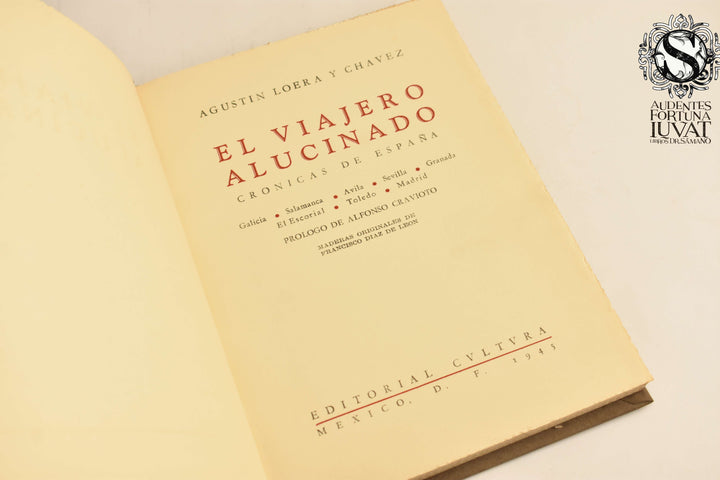 AGUSTIN LOERA Y CHAVEZ
EL VIAJERO
ALUCINADO
CRONICAS DE ESPAÑA
Galicia • Salamanca • Avila • Sevilla • Granada
El Escorial • Toledo • Madrid
PROLOGO DE ALFONSO CRAVIOTO
MADERAS ORIGINALES DE
FRANCISCO DIAZ DE LEON
EDITORIAL CVLTVRA
MEXICO, D. F. 1945
S
AUDENTES
FORTUNA
IUVAT
LIBROS DR. SÁMANO